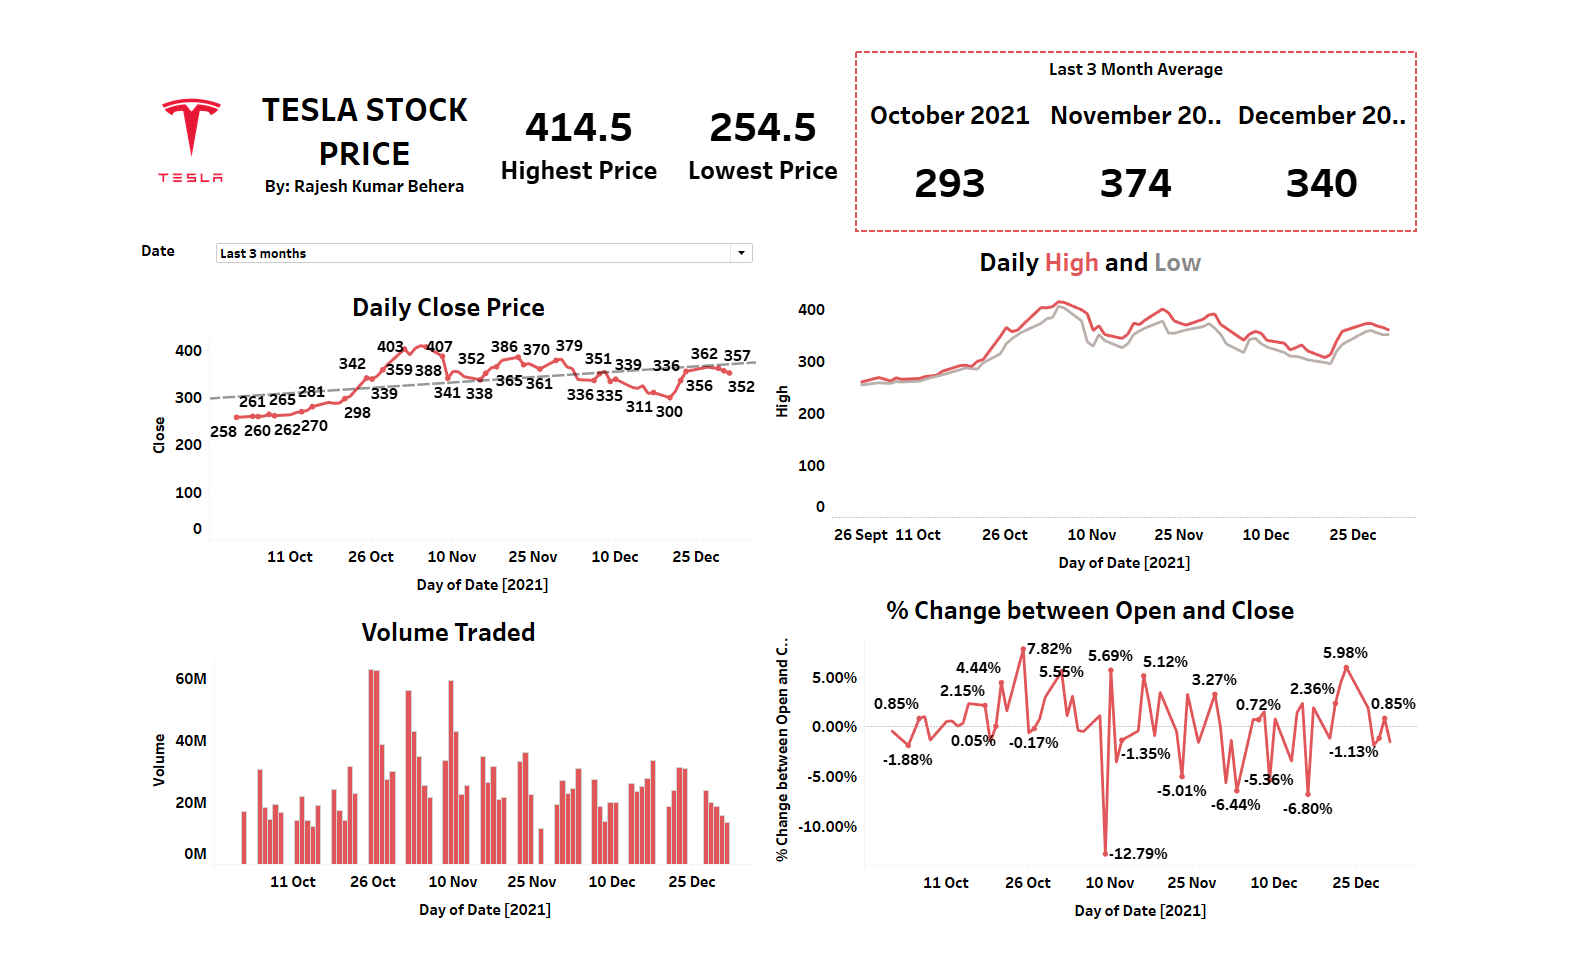 TESLA
TESLA STOCK
PRICE
By: Rajesh Kumar Behera
414.5
Highest Price
254.5
Lowest Price
Last 3 Month Average
October 2021
November 20..
December 20..
293
374
340
Date
Last 3 months
Daily Close Price
Close
400
300
200
100
0
258
261
260
265
262
281
270
342
298
339
403
359
407
388
341
352
338
386
365
370
361
379
336
351
335
339
311
336
300
362
356
357
352
11 Oct
26 Oct
10 Nov
25 Nov
10 Dec
25 Dec
Day of Date [2021]
Daily High and Low
High
400
300
200
100
0
26 Sept
11 Oct
26 Oct
10 Nov
25 Nov
10 Dec
25 Dec
Day of Date [2021]
Volume Traded
Volume
60M
40M
20M
0M
11 Oct
26 Oct
10 Nov
25 Nov
10 Dec
25 Dec
Day of Date [2021]
% Change between Open and Close
% Change between Open and C..
5.00%
0.00%
-5.00%
-10.00%
0.85%
-1.88%
2.15%
4.44%
0.05%
7.82%
-0.17%
5.55%
5.69%
-12.79%
-1.35%
5.12%
-5.01%
3.27%
-6.44%
0.72%
-5.36%
2.36%
-6.80%
5.98%
-1.13%
0.85%
11 Oct
26 Oct
10 Nov
25 Nov
10 Dec
25 Dec
Day of Date [2021]